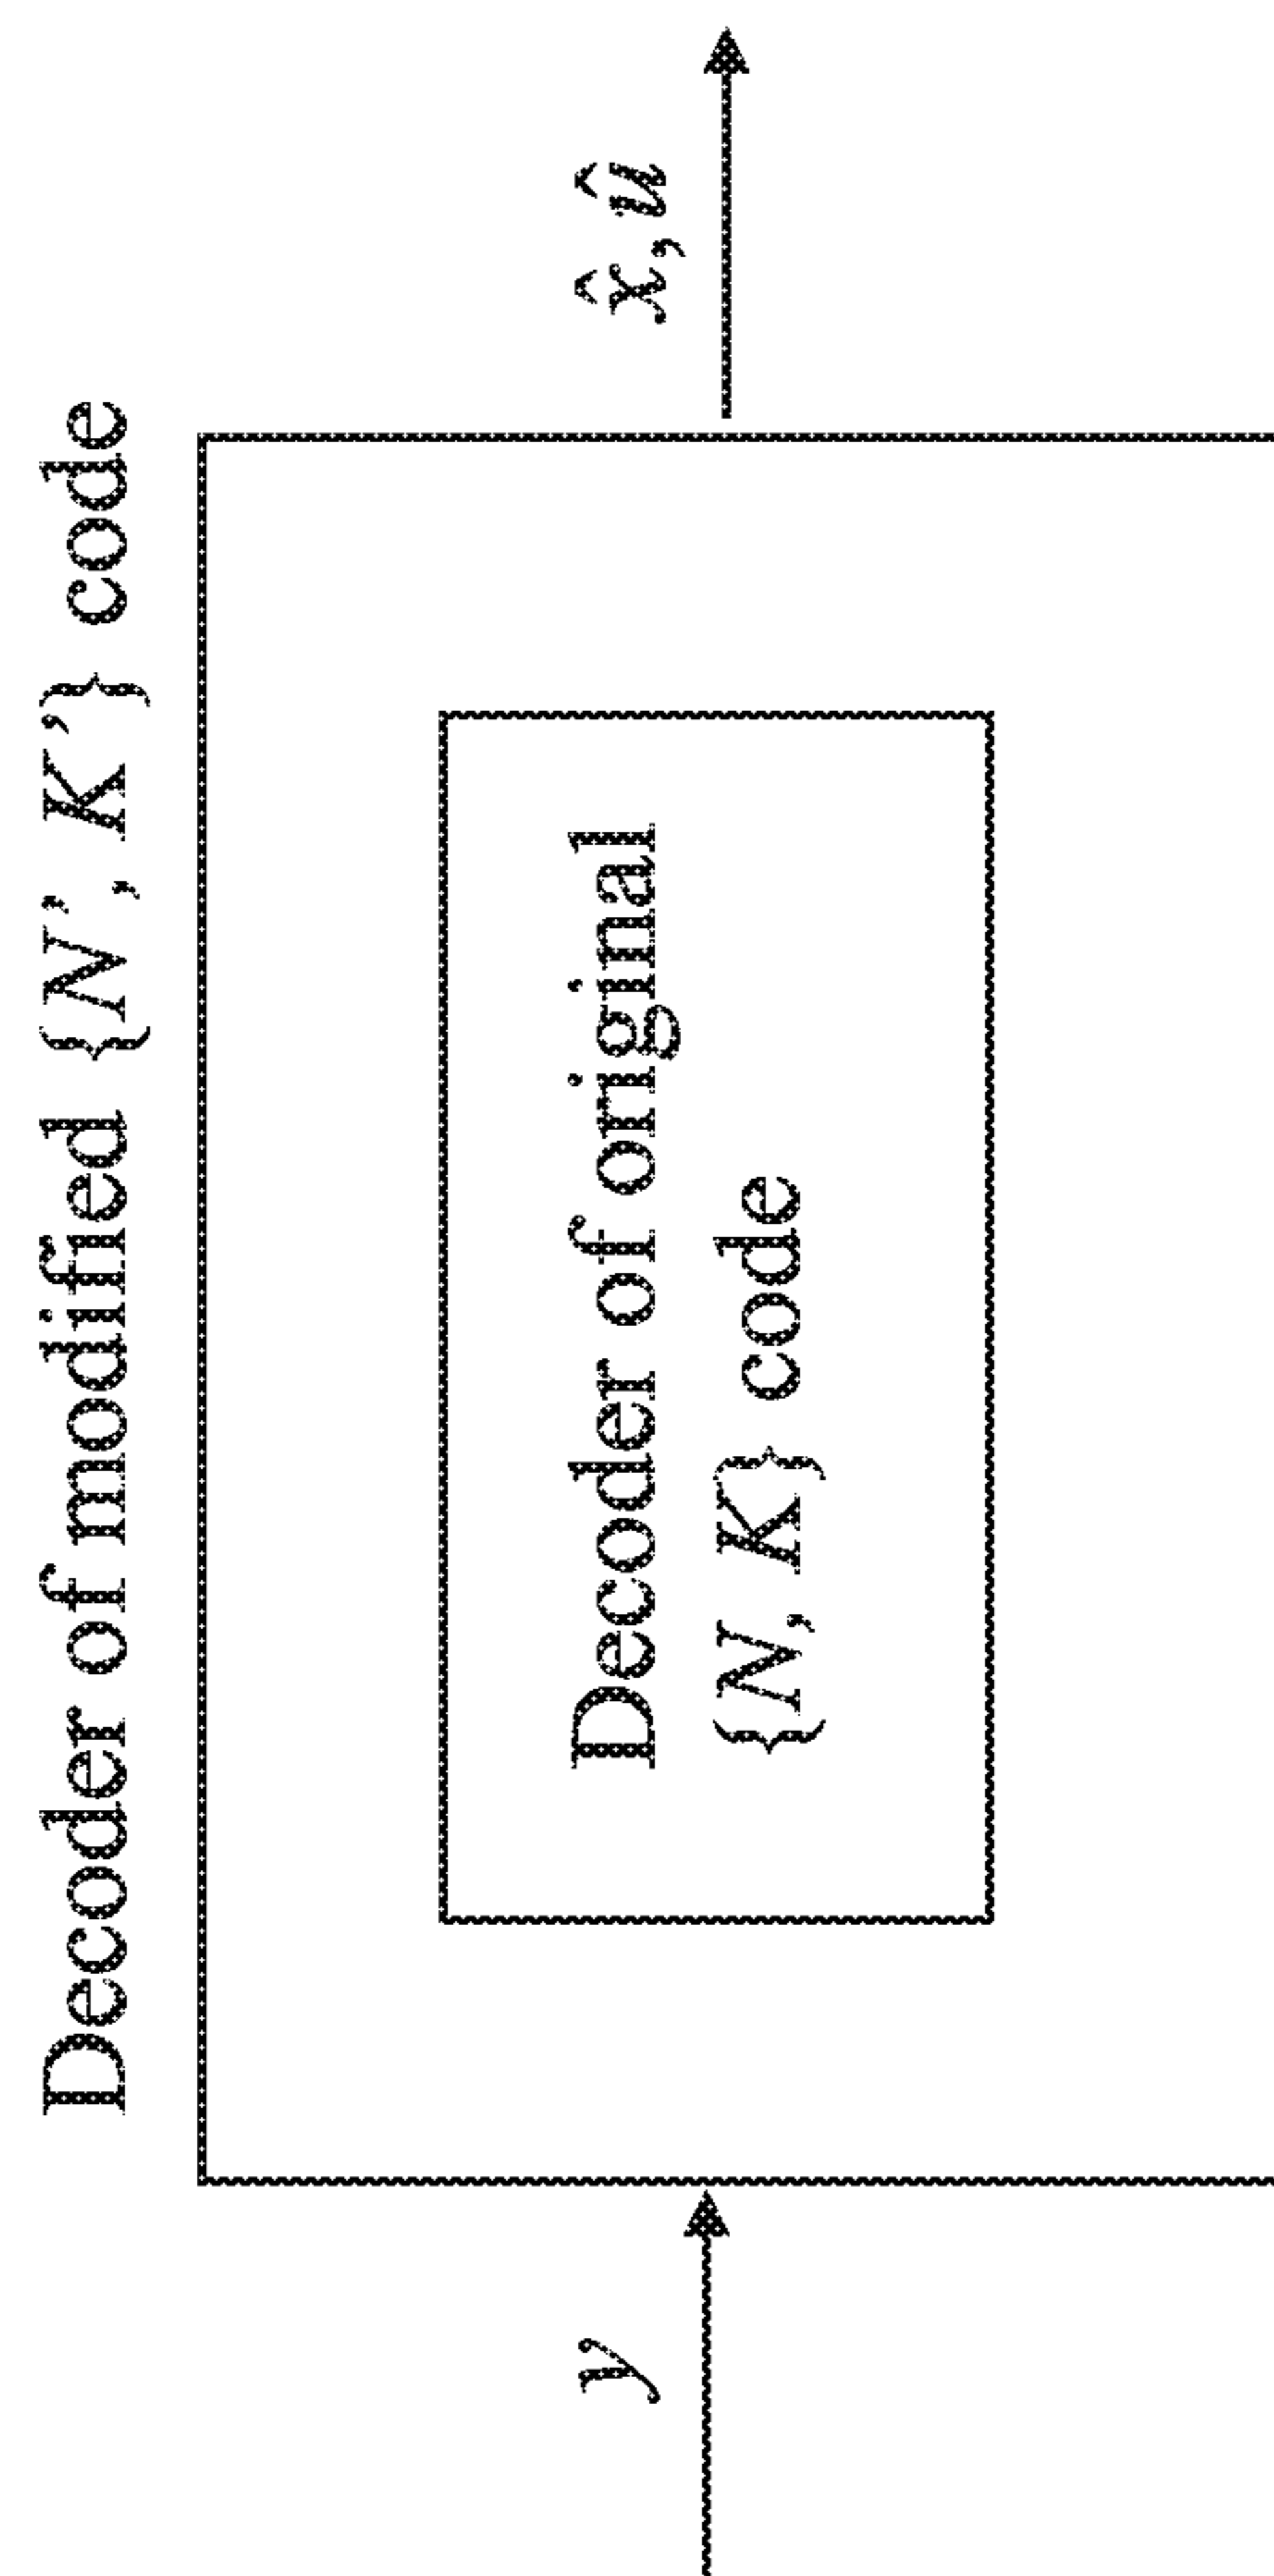 Decoder of modified {N’, K’} code
y
Decoder of original
{N, K} code
x̂, û